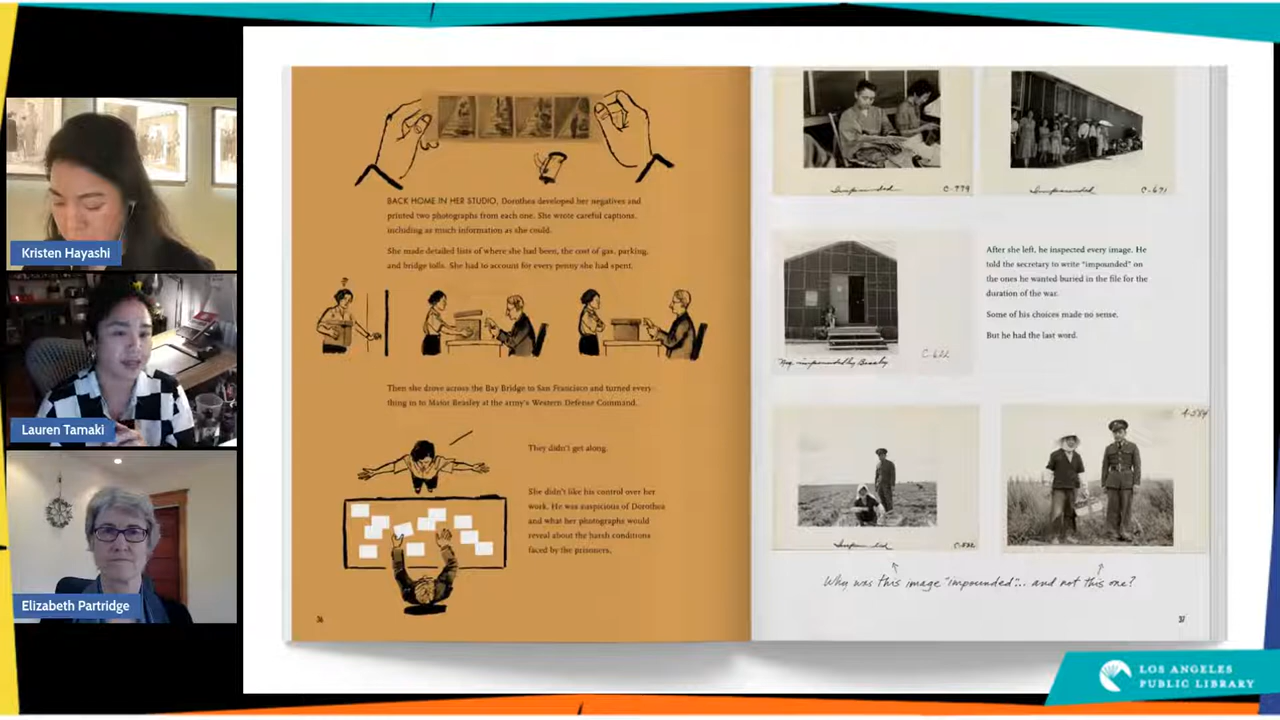 Kristen Hayashi
Lauren Tamaki
Elizabeth Partridge
BACK HOME IN HER STUDIO, Dorothea developed her negatives and
printed two photographs from each one. She wrote careful captions,
including as much information as she could.
She made detailed lists of where she had been, the cost of gas, parking,
and bridge tolls. She had to account for every penny she had spent.
Then she drove across the Bay Bridge to San Francisco and turned every-
thing in to Major Beasley at the army's Western Defense Command.
They didn't get along.
She didn't like his control over her
work. He was suspicious of Dorothea
and what her photographs would
reveal about the harsh conditions
faced by the prisoners.
36
Impounded C-779
Impounded C-671
Neg. impounded by Beasley
C-622
After she left, he inspected every image. He
told the secretary to write "impounded" on
the ones he wanted buried in the file for the
duration of the war.
Some of his choices made no sense.
But he had the last word.
Impounded
Why was this image "impounded"... and not this one?
37
LOS ANGELES
PUBLIC LIBRARY